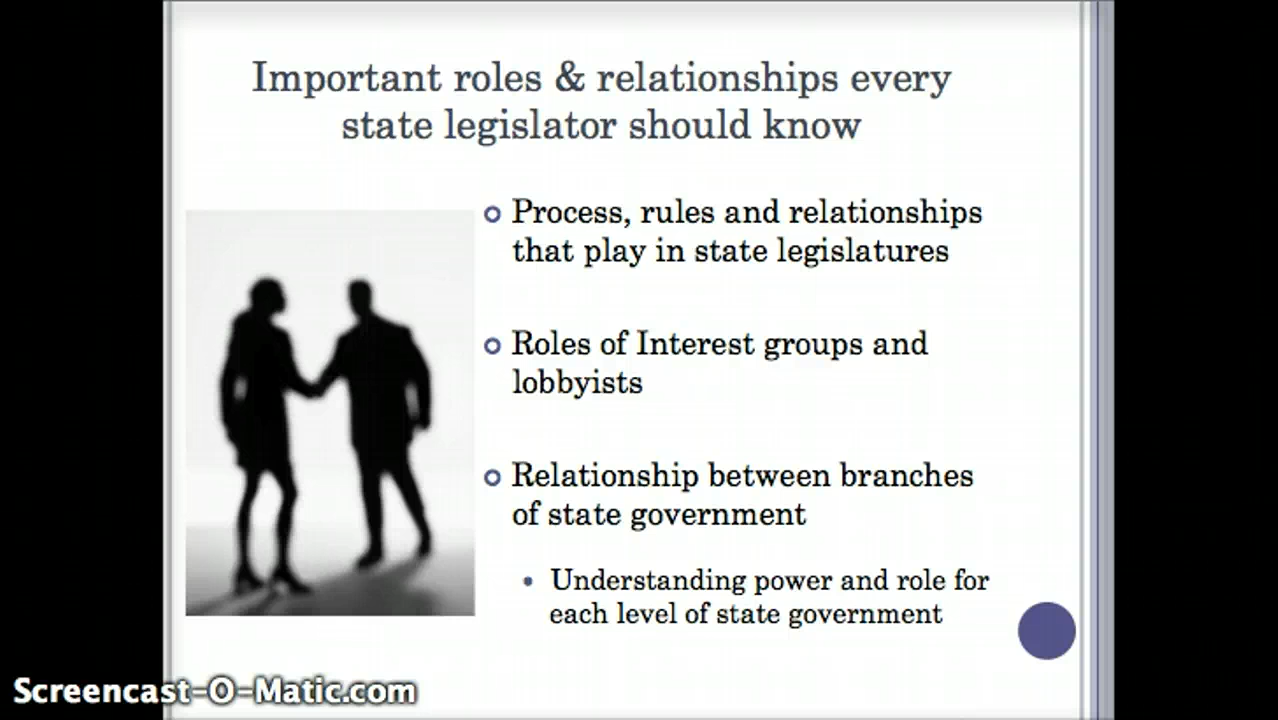 Important roles & relationships every
state legislator should know
Process, rules and relationships
that play in state legislatures
Roles of Interest groups and
lobbyists
Relationship between branches
of state government
Understanding power and role for
each level of state government
Screencast-O-Matic.com